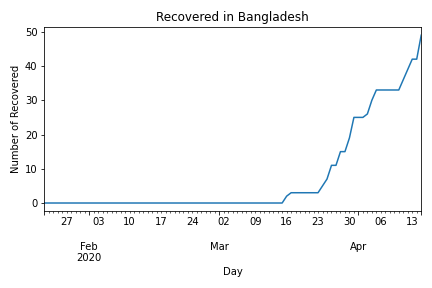 Recovered in Bangladesh
50
40
30
20
10
0
Number of Recovered
27 03 10 17 24 02 09 16 23 30 06 13
Feb Mar Apr
2020
Day